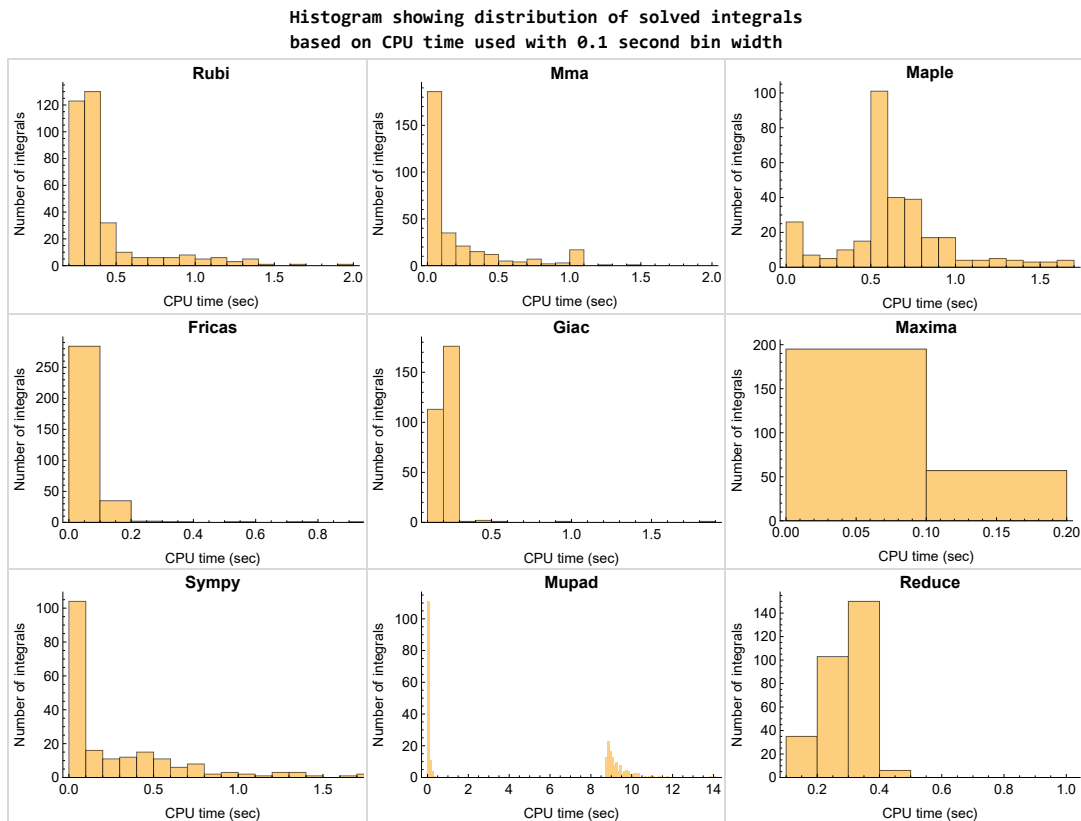 Histogram showing distribution of solved integrals
based on CPU time used with 0.1 second bin width
Rubi
Number of integrals
120
100
80
60
40
20
0
0.5 1.0 1.5 2.0
CPU time (sec)
Mma
Number of integrals
150
100
50
0
0.0 0.5 1.0 1.5 2.0
CPU time (sec)
Maple
Number of integrals
100
80
60
40
20
0
0.0 0.5 1.0 1.5
CPU time (sec)
Fricas
Number of integrals
250
200
150
100
50
0
0.0 0.2 0.4 0.6 0.8
CPU time (sec)
Giac
Number of integrals
150
100
50
0
0.5 1.0 1.5
CPU time (sec)
Maxima
Number of integrals
200
150
100
50
0
0.00 0.05 0.10 0.15 0.20
CPU time (sec)
Sympy
Number of integrals
100
80
60
40
20
0
0.0 0.5 1.0 1.5
CPU time (sec)
Mupad
Number of integrals
100
80
60
40
20
0
0 2 4 6 8 10 12 14
CPU time (sec)
Reduce
Number of integrals
140
120
100
80
60
40
20
0
0.2 0.4 0.6 0.8 1.0
CPU time (sec)